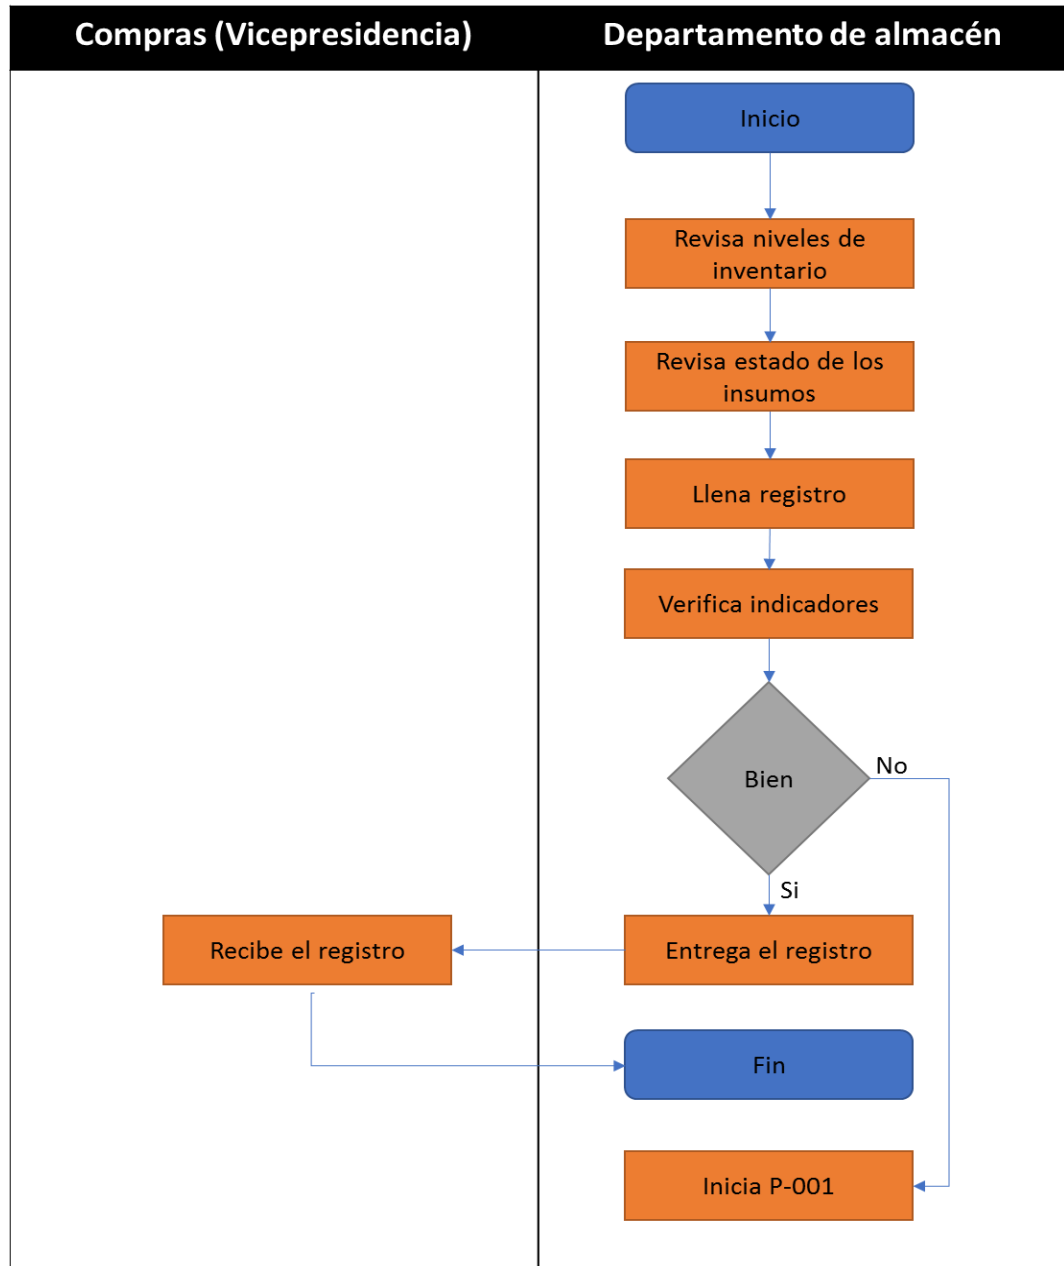 Compras (Vicepresidencia)
Departamento de almacén
Inicio
Revisa niveles de
inventario
Revisa estado de los
insumos
Llena registro
Verifica indicadores
Bien
No
Si
Recibe el registro
Entrega el registro
Fin
Inicia P-001